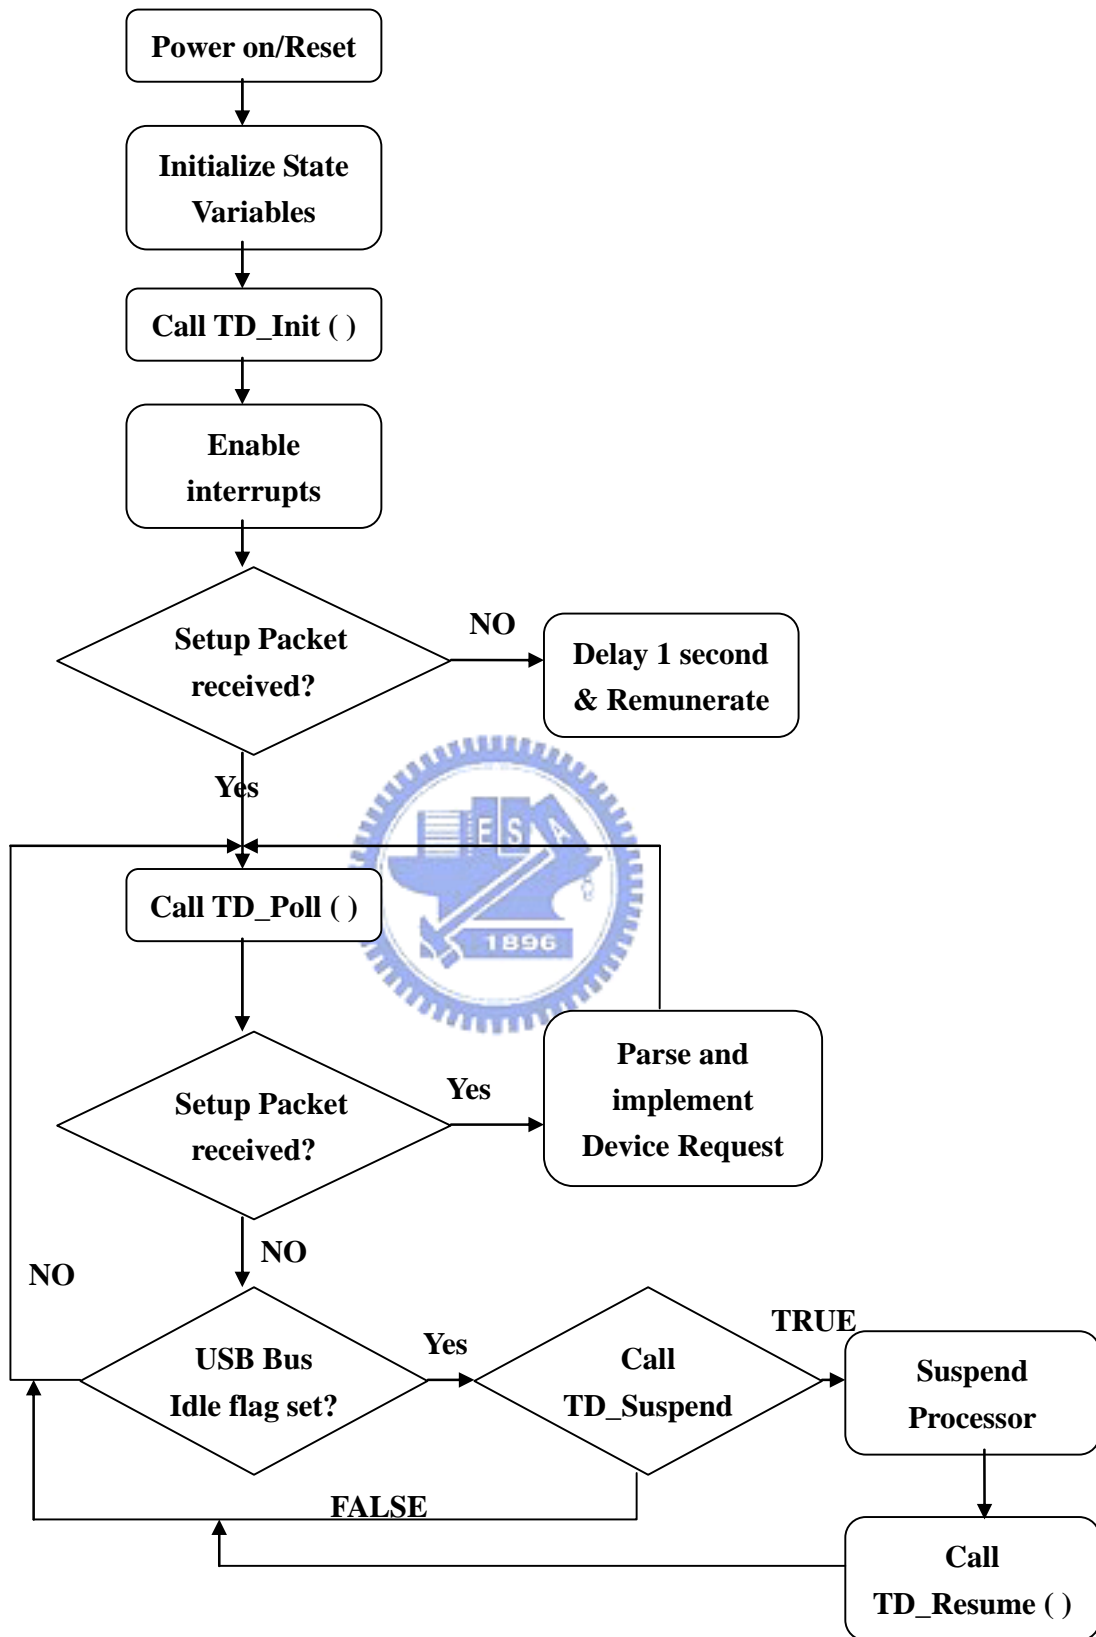 Power on/Reset
Initialize State
Variables
Call TD_Init ( )
Enable
interrupts
Setup Packet
received?
NO
Delay 1 second
& Remunerate
Yes
E S A
1896
Call TD_Poll ( )
Setup Packet
received?
Yes
Parse and
implement
Device Request
NO
NO
USB Bus
Idle flag set?
Yes
Call
TD_Suspend
TRUE
Suspend
Processor
FALSE
Call
TD_Resume ( )